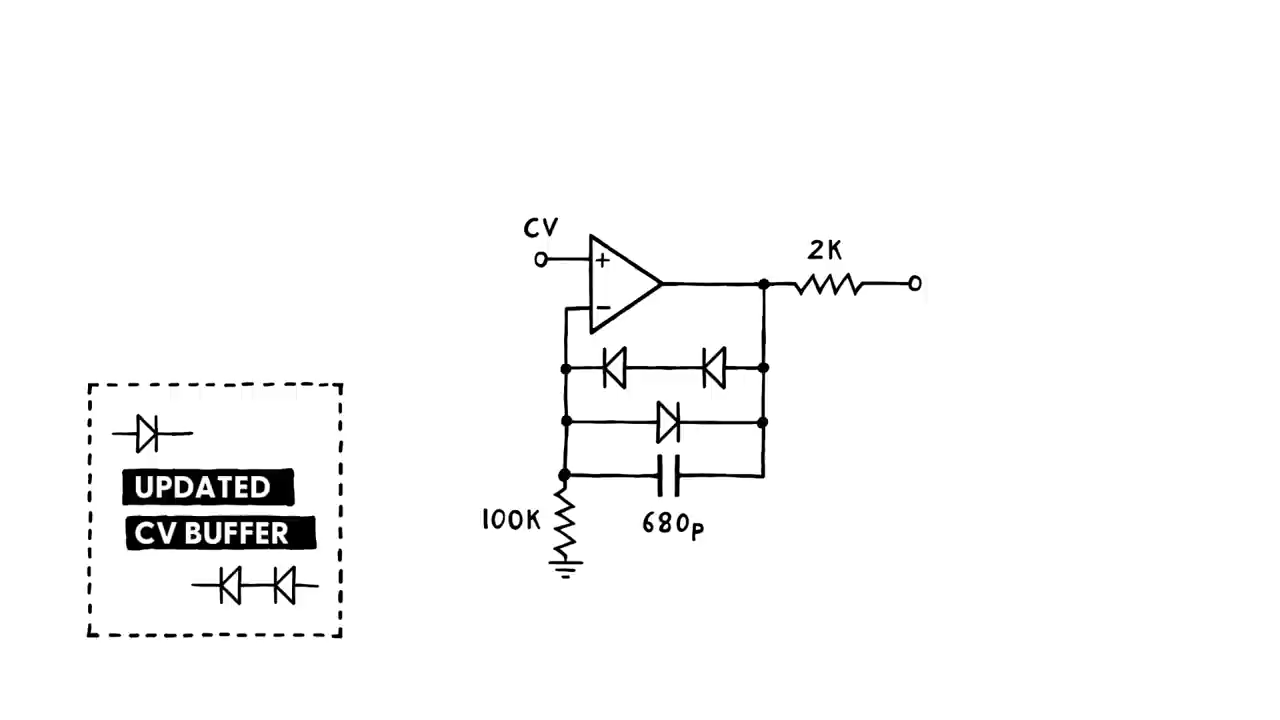 CV
+
−
2K
100K
680p
UPDATED
CV BUFFER